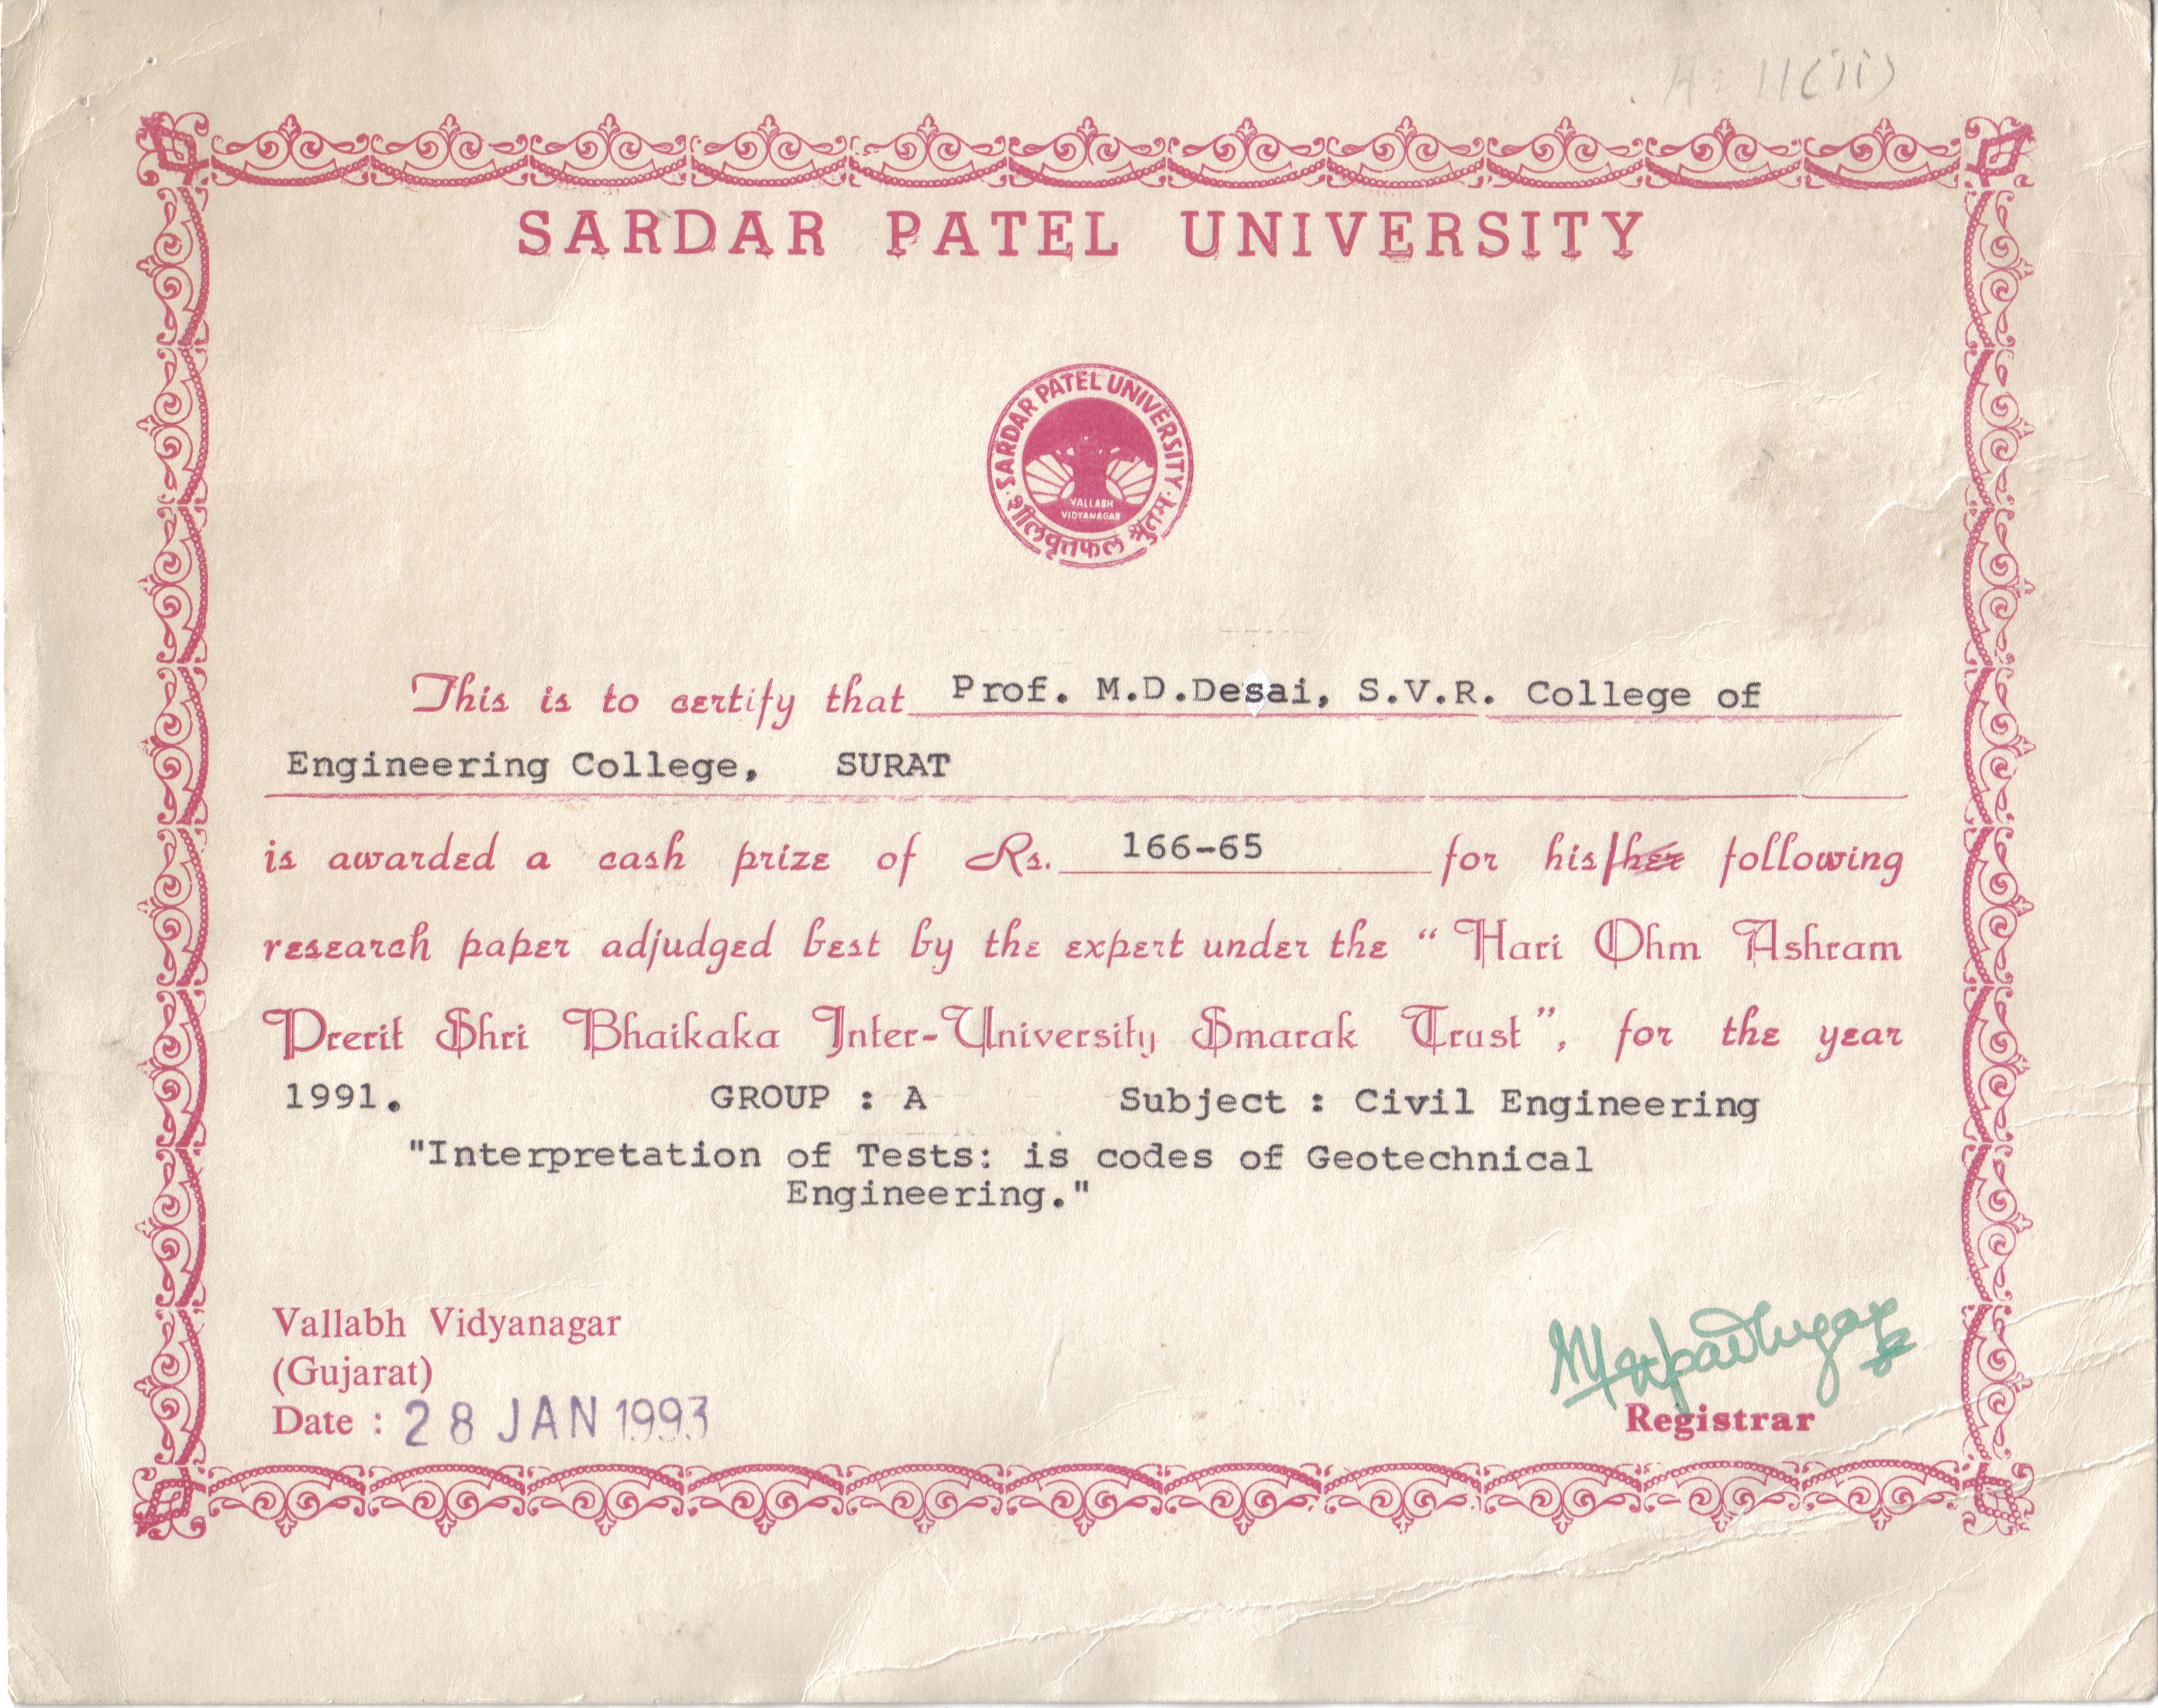 A. 11(ii)
SARDAR PATEL UNIVERSITY
SARDAR PATEL UNIVERSITY
VALLABH
VIDYANAGAR
शीलवृत्तफलं श्रुतम्
This is to certify that Prof. M.D.Desai, S.V.R. College of
Engineering College, SURAT
is awarded a cash prize of Rs. 166-65 for his/her following
research paper adjudged best by the expert under the “Hari Ohm Ashram
Prerit Shri Bhaikaka Inter-University Smarak Trust”, for the year
1991. GROUP : A Subject : Civil Engineering
"Interpretation of Tests: is codes of Geotechnical
Engineering."
Vallabh Vidyanagar
(Gujarat)
Date : 28 JAN 1993
Registrar